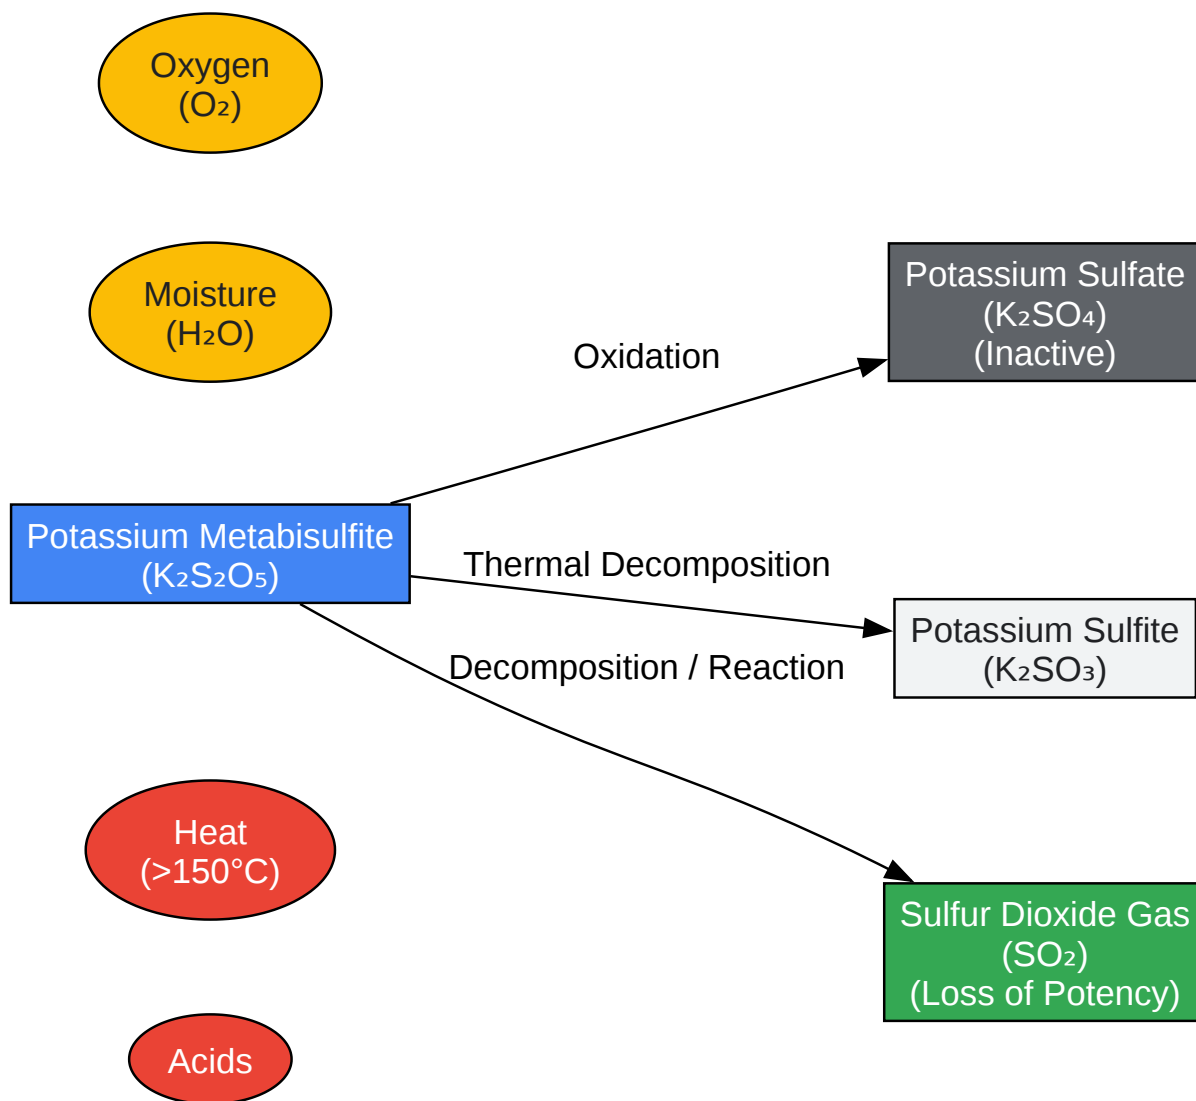 Oxygen
(O₂)
Moisture
(H₂O)
Potassium Sulfate
(K₂SO₄)
(Inactive)
Oxidation
Potassium Metabisulfite
(K₂S₂O₅)
Thermal Decomposition
Potassium Sulfite
(K₂SO₃)
Decomposition / Reaction
Heat
(>150°C)
Sulfur Dioxide Gas
(SO₂)
(Loss of Potency)
Acids